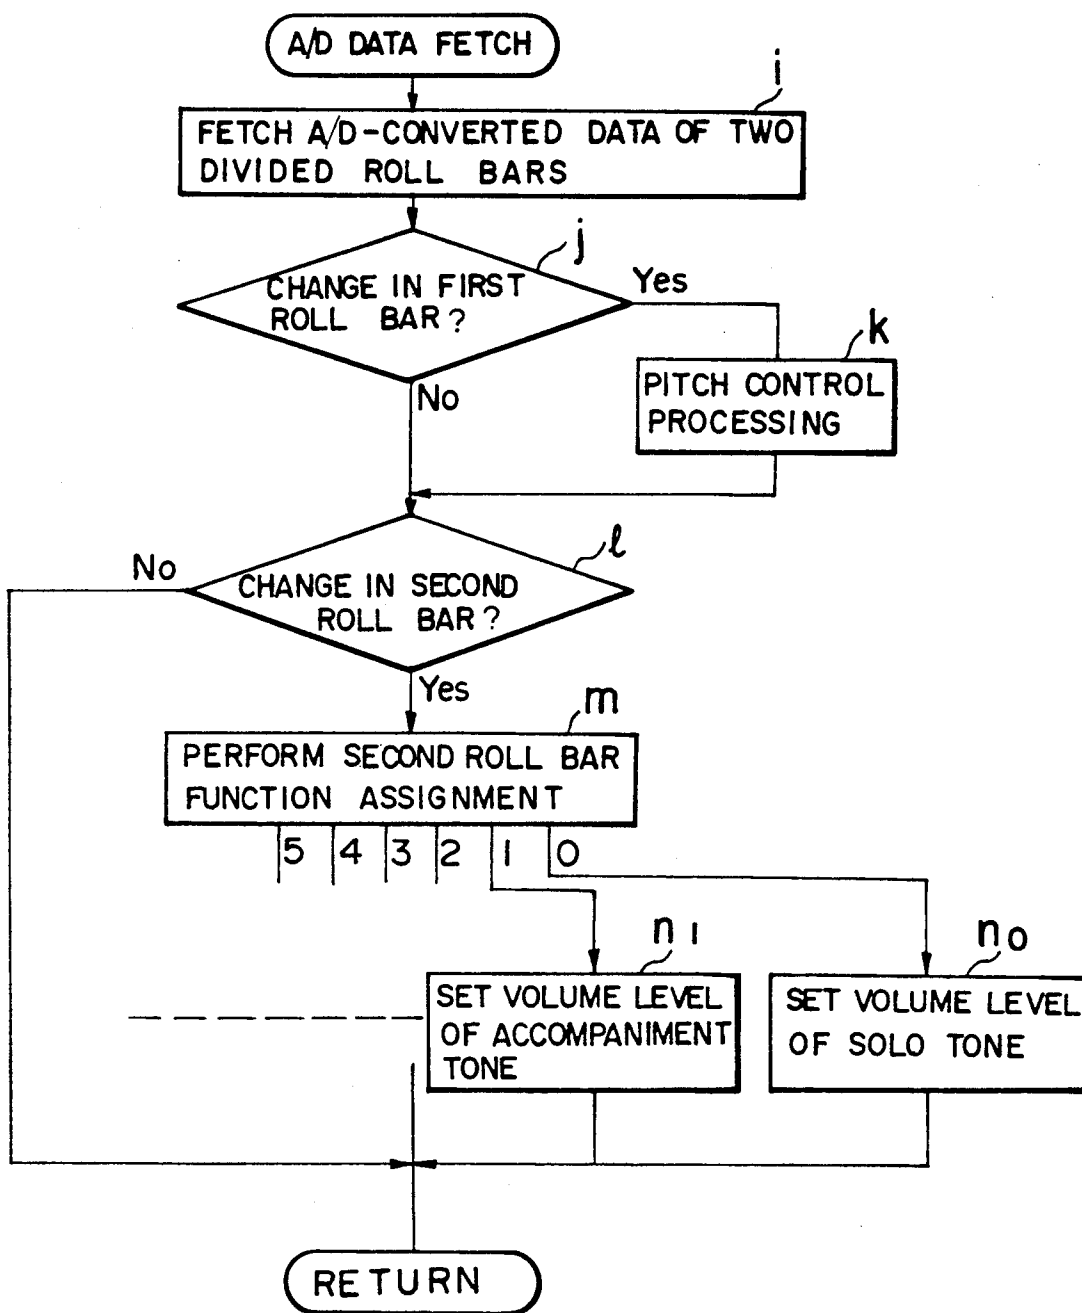 A/D DATA FETCH
i
FETCH A/D-CONVERTED DATA OF TWO
DIVIDED ROLL BARS
j
CHANGE IN FIRST
ROLL BAR?
Yes
k
No
PITCH CONTROL
PROCESSING
l
No
CHANGE IN SECOND
ROLL BAR?
Yes
m
PERFORM SECOND ROLL BAR
FUNCTION ASSIGNMENT
5 4 3 2 1 0
n1
n0
SET VOLUME LEVEL
OF ACCOMPANIMENT
TONE
SET VOLUME LEVEL
OF SOLO TONE
RETURN